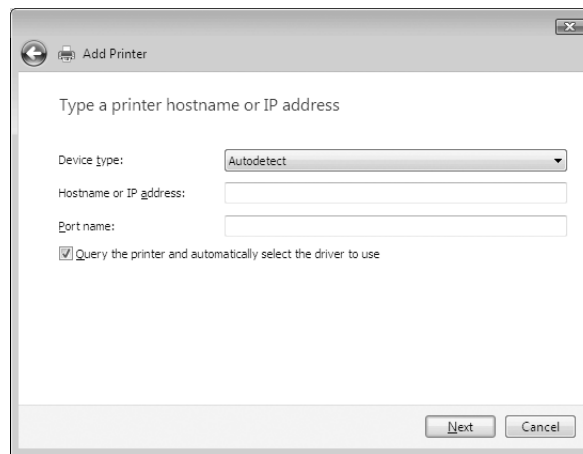 Add Printer
Type a printer hostname or IP address
Device type: Autodetect
Hostname or IP address:
Port name:
Query the printer and automatically select the driver to use
Next Cancel